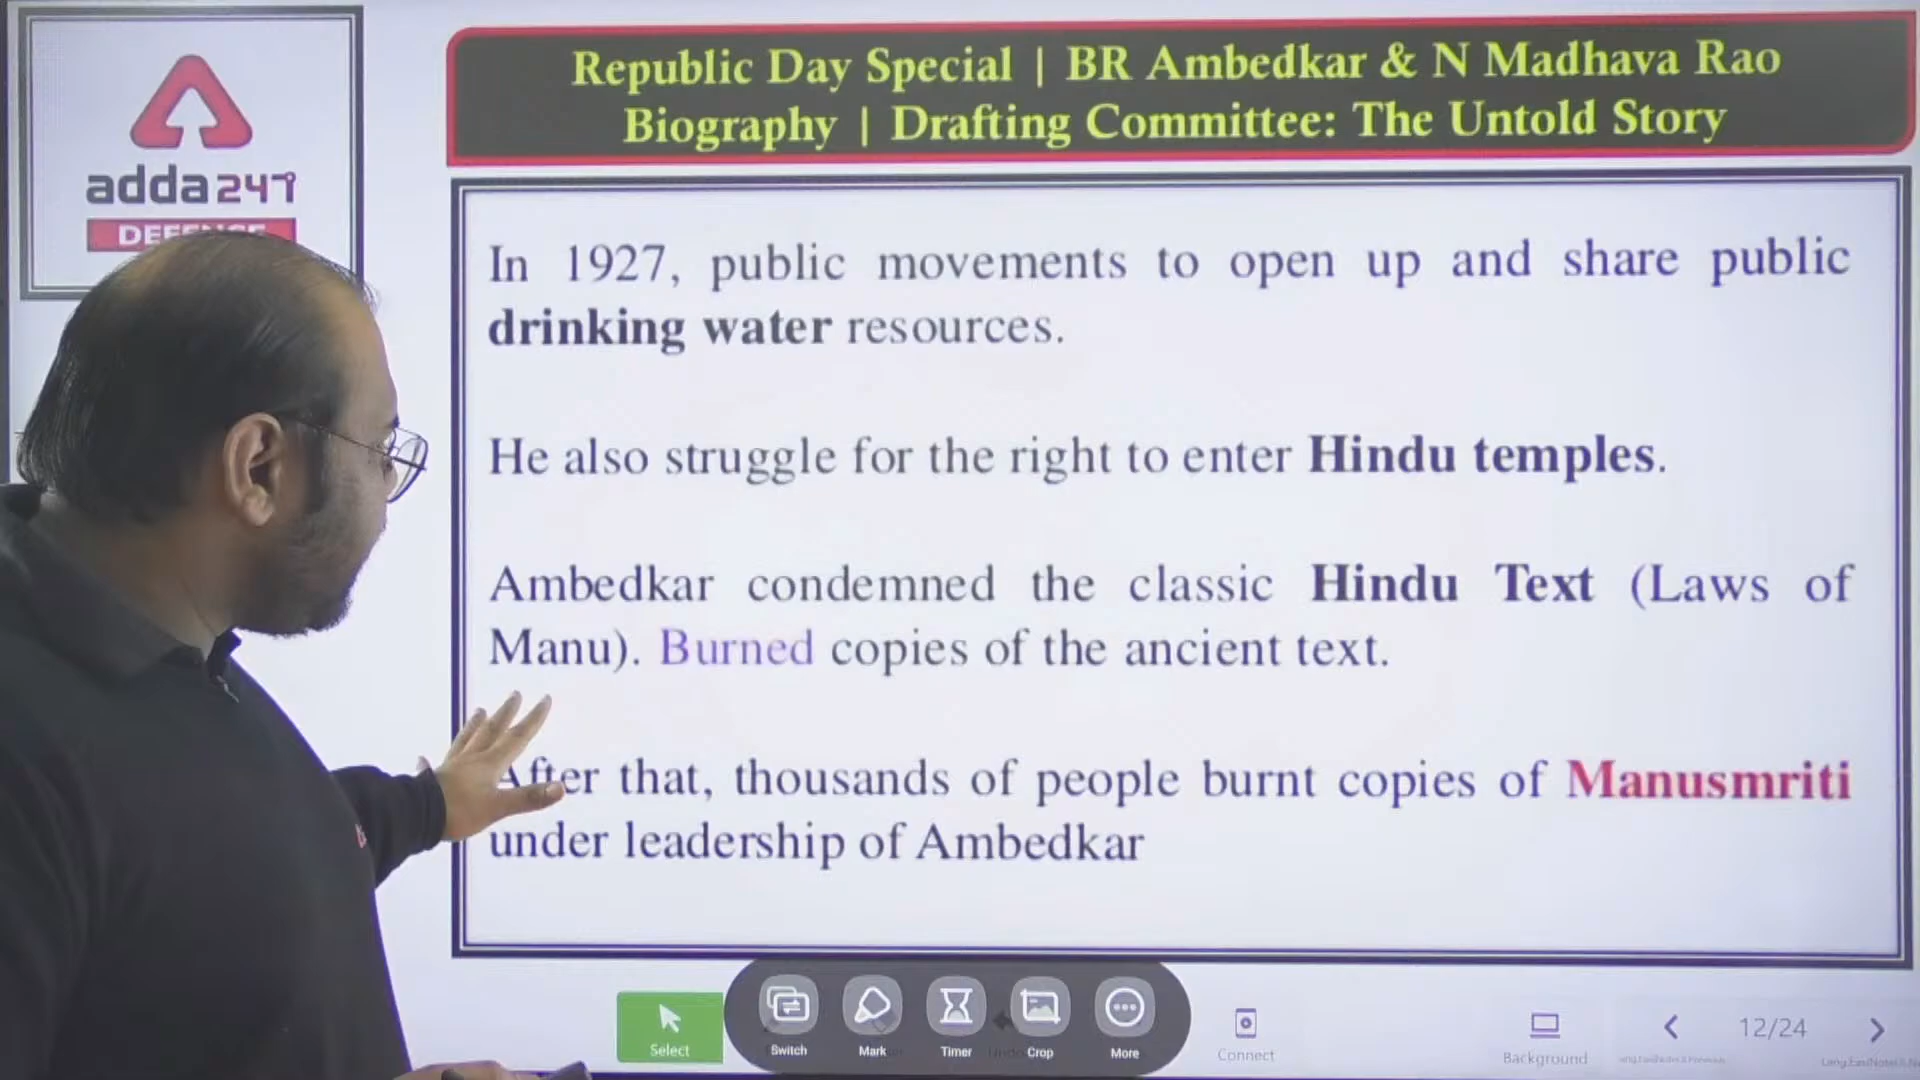 adda247
DEFENSE
Republic Day Special | BR Ambedkar & N Madhava Rao
Biography | Drafting Committee: The Untold Story
In 1927, public movements to open up and share public
drinking water resources.
He also struggle for the right to enter Hindu temples.
Ambedkar condemned the classic Hindu Text (Laws of
Manu). Burned copies of the ancient text.
After that, thousands of people burnt copies of Manusmriti
under leadership of Ambedkar
Select
Switch
Mark
Timer
Crop
More
Connect
Background
12/24